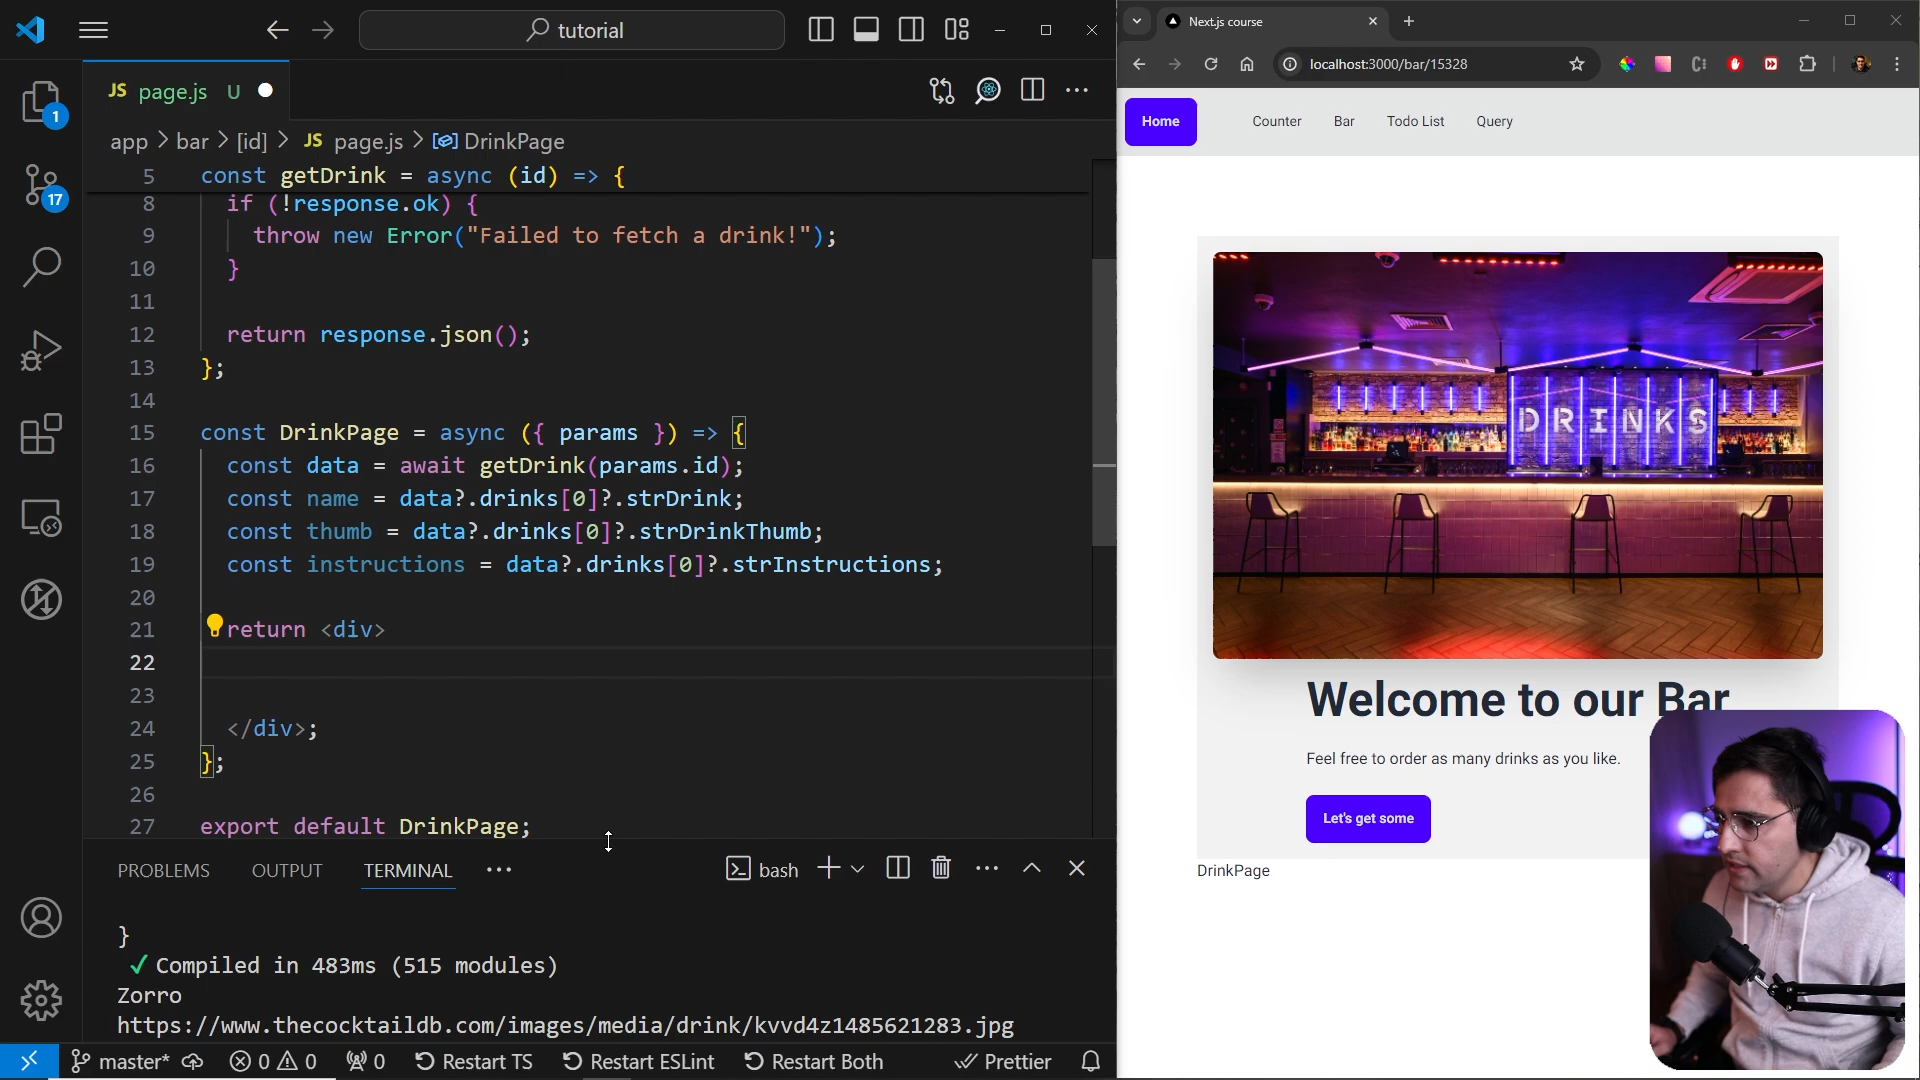 tutorial
JS page.js U
app > bar > [id] > JS page.js > DrinkPage
5 const getDrink = async (id) => {
8 if (!response.ok) {
9 throw new Error("Failed to fetch a drink!");
10 }
11
12 return response.json();
13 };
14
15 const DrinkPage = async ({ params }) => {
16 const data = await getDrink(params.id);
17 const name = data?.drinks[0]?.strDrink;
18 const thumb = data?.drinks[0]?.strDrinkThumb;
19 const instructions = data?.drinks[0]?.strInstructions;
20
21 return <div>
22
23
24 </div>;
25 };
26
27 export default DrinkPage;
1
17
PROBLEMS OUTPUT TERMINAL ··· bash
}
✓ Compiled in 483ms (515 modules)
Zorro
https://www.thecocktaildb.com/images/media/drink/kvvd4z1485621283.jpg
master* 0 0 0 Restart TS Restart ESLint Restart Both Prettier
Next.js course
localhost:3000/bar/15328
Home Counter Bar Todo List Query
DRINKS
Welcome to our Bar
Feel free to order as many drinks as you like.
Let's get some
DrinkPage